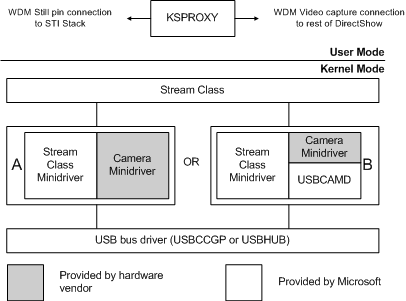 WDM Still pin connection
to STI Stack
KSPROXY
WDM Video capture connection
to rest of DirectShow
User Mode
Kernel Mode
Stream Class
A
Stream
Class
Minidriver
Camera
Minidriver
OR
Stream
Class
Minidriver
Camera
Minidriver
USBCAMD
B
USB bus driver (USBCCGP or USBHUB)
Provided by hardware
vendor
Provided by Microsoft